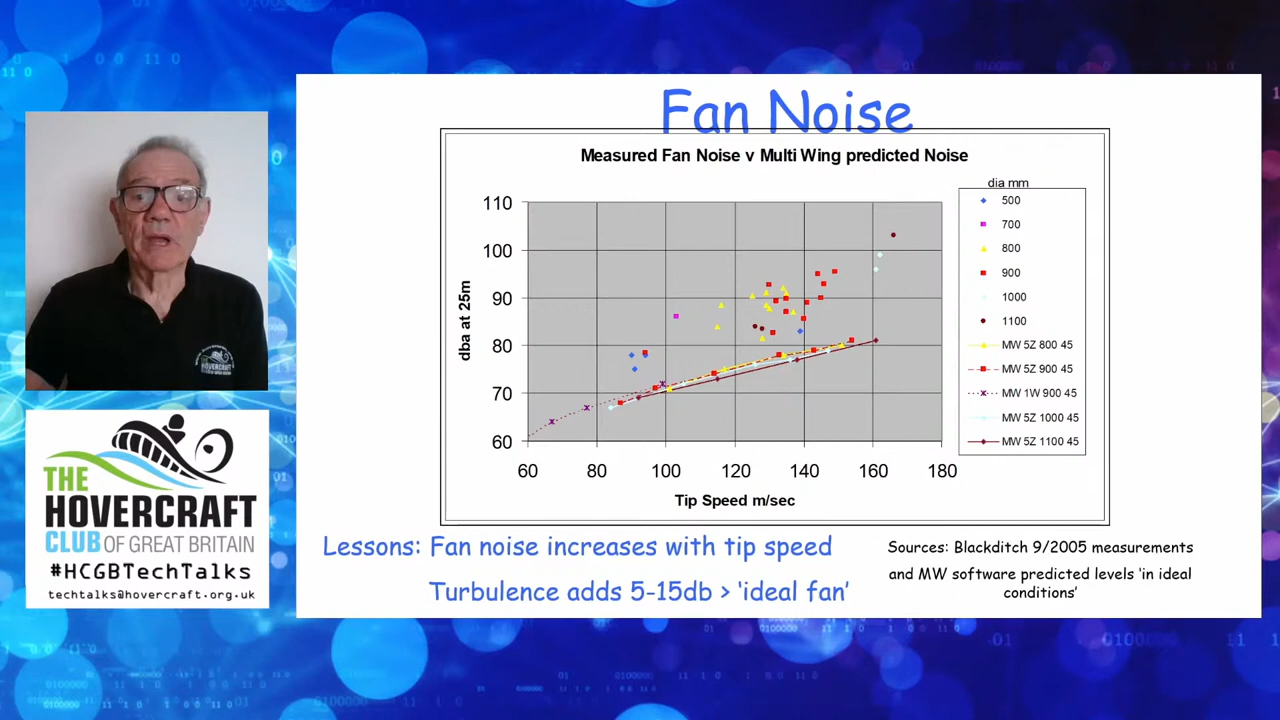 Fan Noise
Measured Fan Noise v Multi Wing predicted Noise
dba at 25m
110
100
90
80
70
60
60 80 100 120 140 160 180
Tip Speed m/sec
dia mm
500
700
800
900
1000
1100
MW 5Z 800 45
MW 5Z 900 45
MW 1W 900 45
MW 5Z 1000 45
MW 5Z 1100 45
Lessons: Fan noise increases with tip speed
Turbulence adds 5-15db > ‘ideal fan’
Sources: Blackditch 9/2005 measurements
and MW software predicted levels ‘in ideal
conditions’
THE
HOVERCRAFT
CLUB OF GREAT BRITAIN
#HCGBTechTalks
techtalks@hovercraft.org.uk